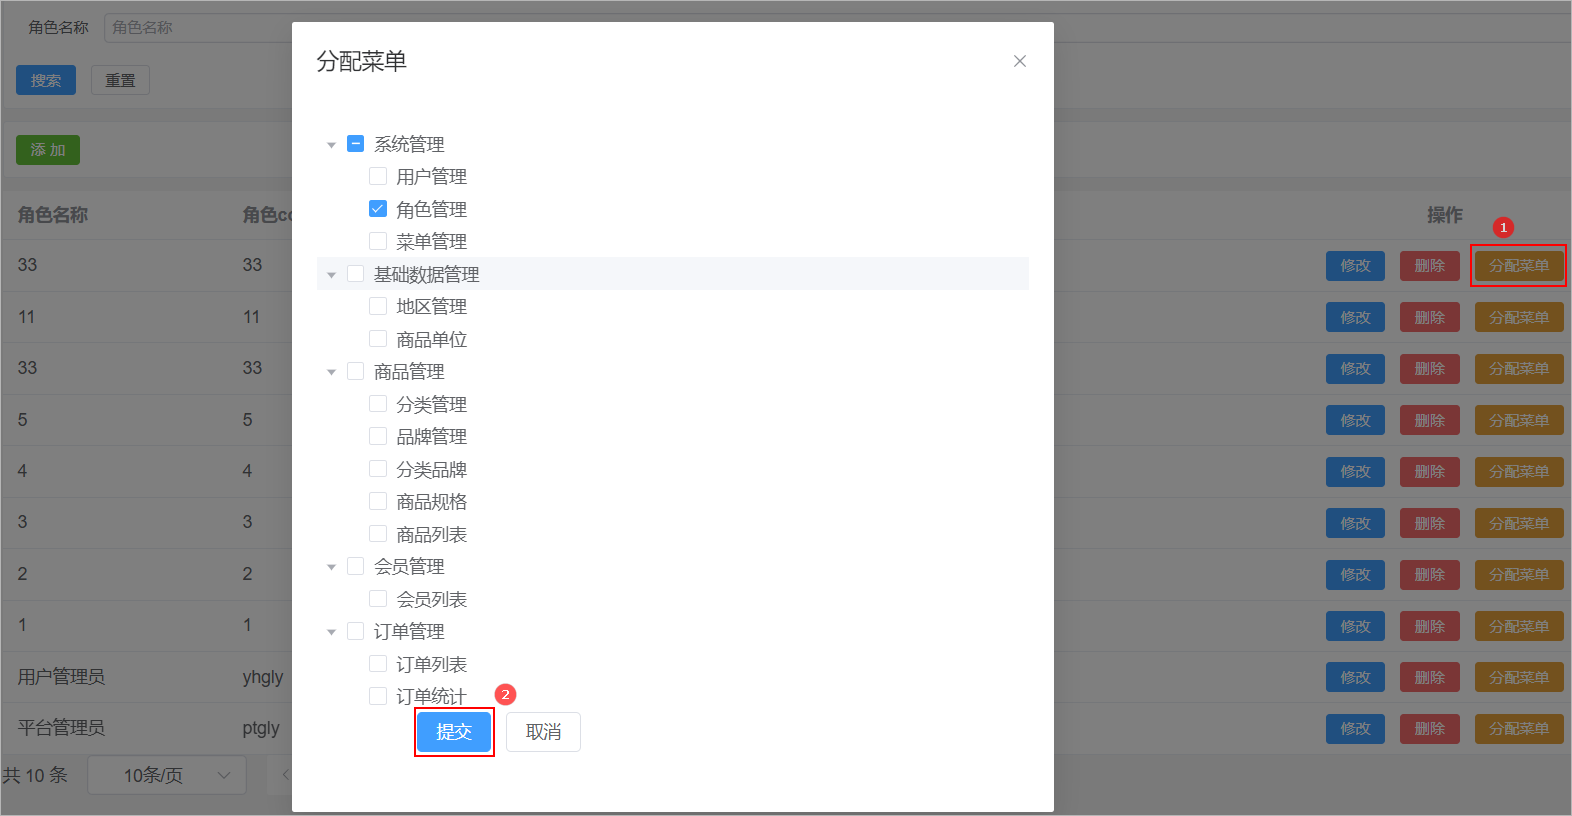 角色名称 角色名称
搜索 重置
添 加
角色名称 角色co 操作
33 33 修改 删除 分配菜单
11 11 修改 删除 分配菜单
33 33 修改 删除 分配菜单
5 5 修改 删除 分配菜单
4 4 修改 删除 分配菜单
3 3 修改 删除 分配菜单
2 2 修改 删除 分配菜单
1 1 修改 删除 分配菜单
用户管理员 yhgly 修改 删除 分配菜单
平台管理员 ptgly 修改 删除 分配菜单
共 10 条 10条/页
分配菜单
系统管理
用户管理
角色管理
菜单管理
基础数据管理
地区管理
商品单位
商品管理
分类管理
品牌管理
分类品牌
商品规格
商品列表
会员管理
会员列表
订单管理
订单列表
订单统计
提交 取消
1
2